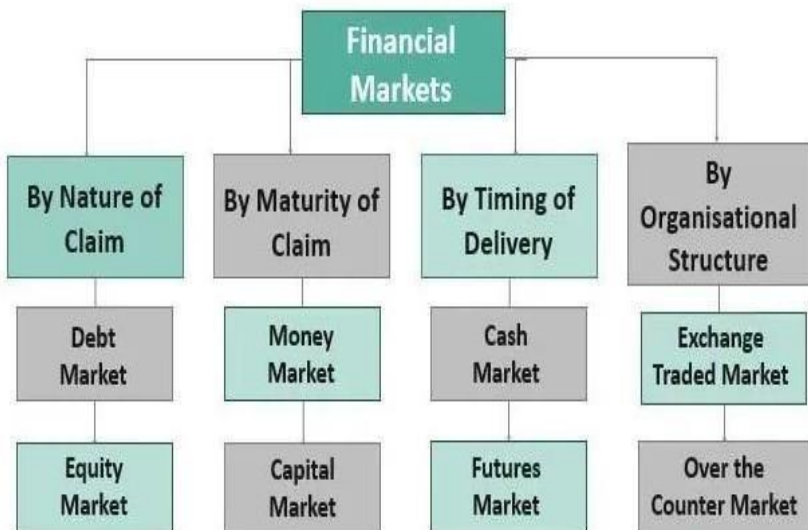 Financial
Markets
By Nature of
Claim
By Maturity of
Claim
By Timing of
Delivery
By
Organisational
Structure
Debt
Market
Money
Market
Cash
Market
Exchange
Traded Market
Equity
Market
Capital
Market
Futures
Market
Over the
Counter Market